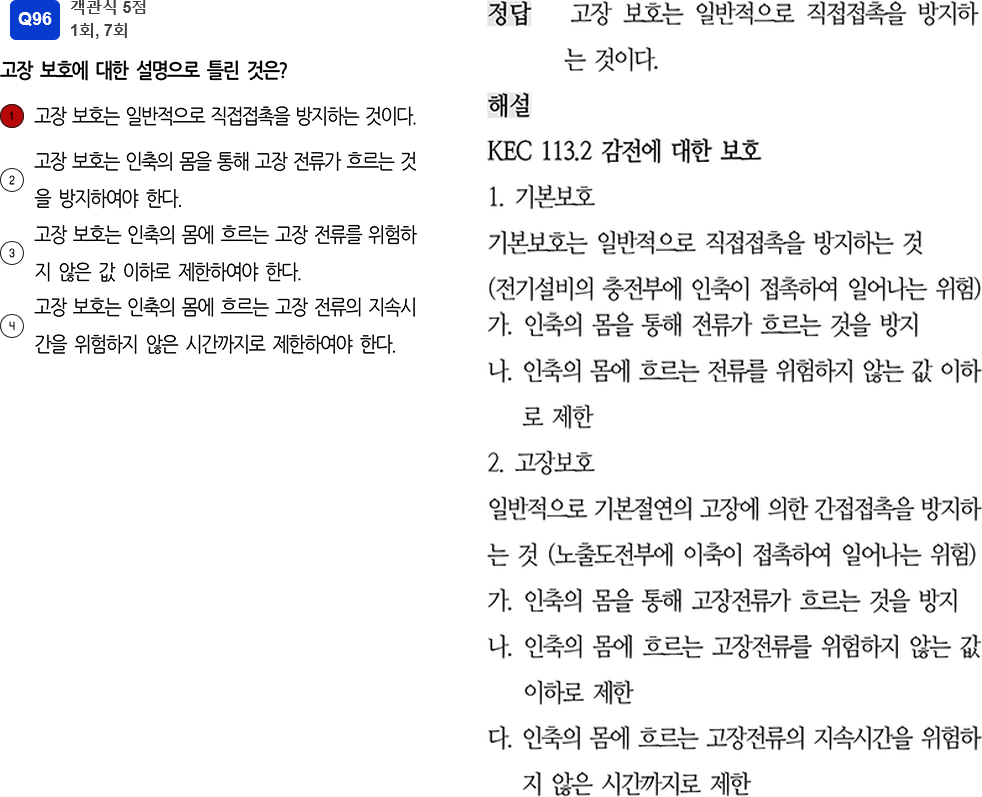 Q96
객관식 5점
1회, 7회
고장 보호에 대한 설명으로 틀린 것은?
1 고장 보호는 일반적으로 직접접촉을 방지하는 것이다.
2 고장 보호는 인축의 몸을 통해 고장 전류가 흐르는 것
을 방지하여야 한다.
3 고장 보호는 인축의 몸에 흐르는 고장 전류를 위험하
지 않은 값 이하로 제한하여야 한다.
4 고장 보호는 인축의 몸에 흐르는 고장 전류의 지속시
간을 위험하지 않은 시간까지로 제한하여야 한다.
정답 고장 보호는 일반적으로 직접접촉을 방지하
는 것이다.
해설
KEC 113.2 감전에 대한 보호
1. 기본보호
기본보호는 일반적으로 직접접촉을 방지하는 것
(전기설비의 충전부에 인축이 접촉하여 일어나는 위험)
가. 인축의 몸을 통해 전류가 흐르는 것을 방지
나. 인축의 몸에 흐르는 전류를 위험하지 않는 값 이하
로 제한
2. 고장보호
일반적으로 기본절연의 고장에 의한 간접접촉을 방지하
는 것 (노출도전부에 이축이 접촉하여 일어나는 위험)
가. 인축의 몸을 통해 고장전류가 흐르는 것을 방지
나. 인축의 몸에 흐르는 고장전류를 위험하지 않는 값
이하로 제한
다. 인축의 몸에 흐르는 고장전류의 지속시간을 위험하
지 않은 시간까지로 제한